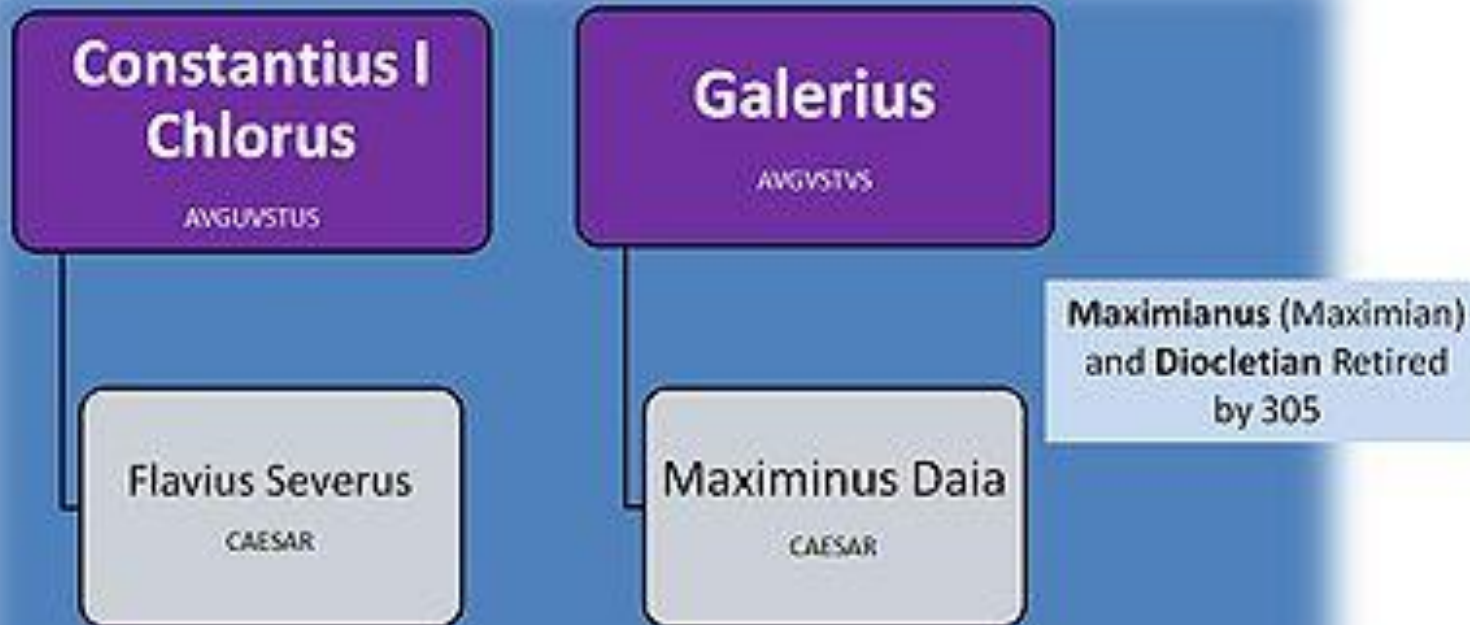 Constantius I
Chlorus
AVGUVSTUS
Galerius
AVGVSTVS
Maximianus (Maximian)
and Diocletian Retired
by 305
Flavius Severus
CAESAR
Maximinus Daia
CAESAR